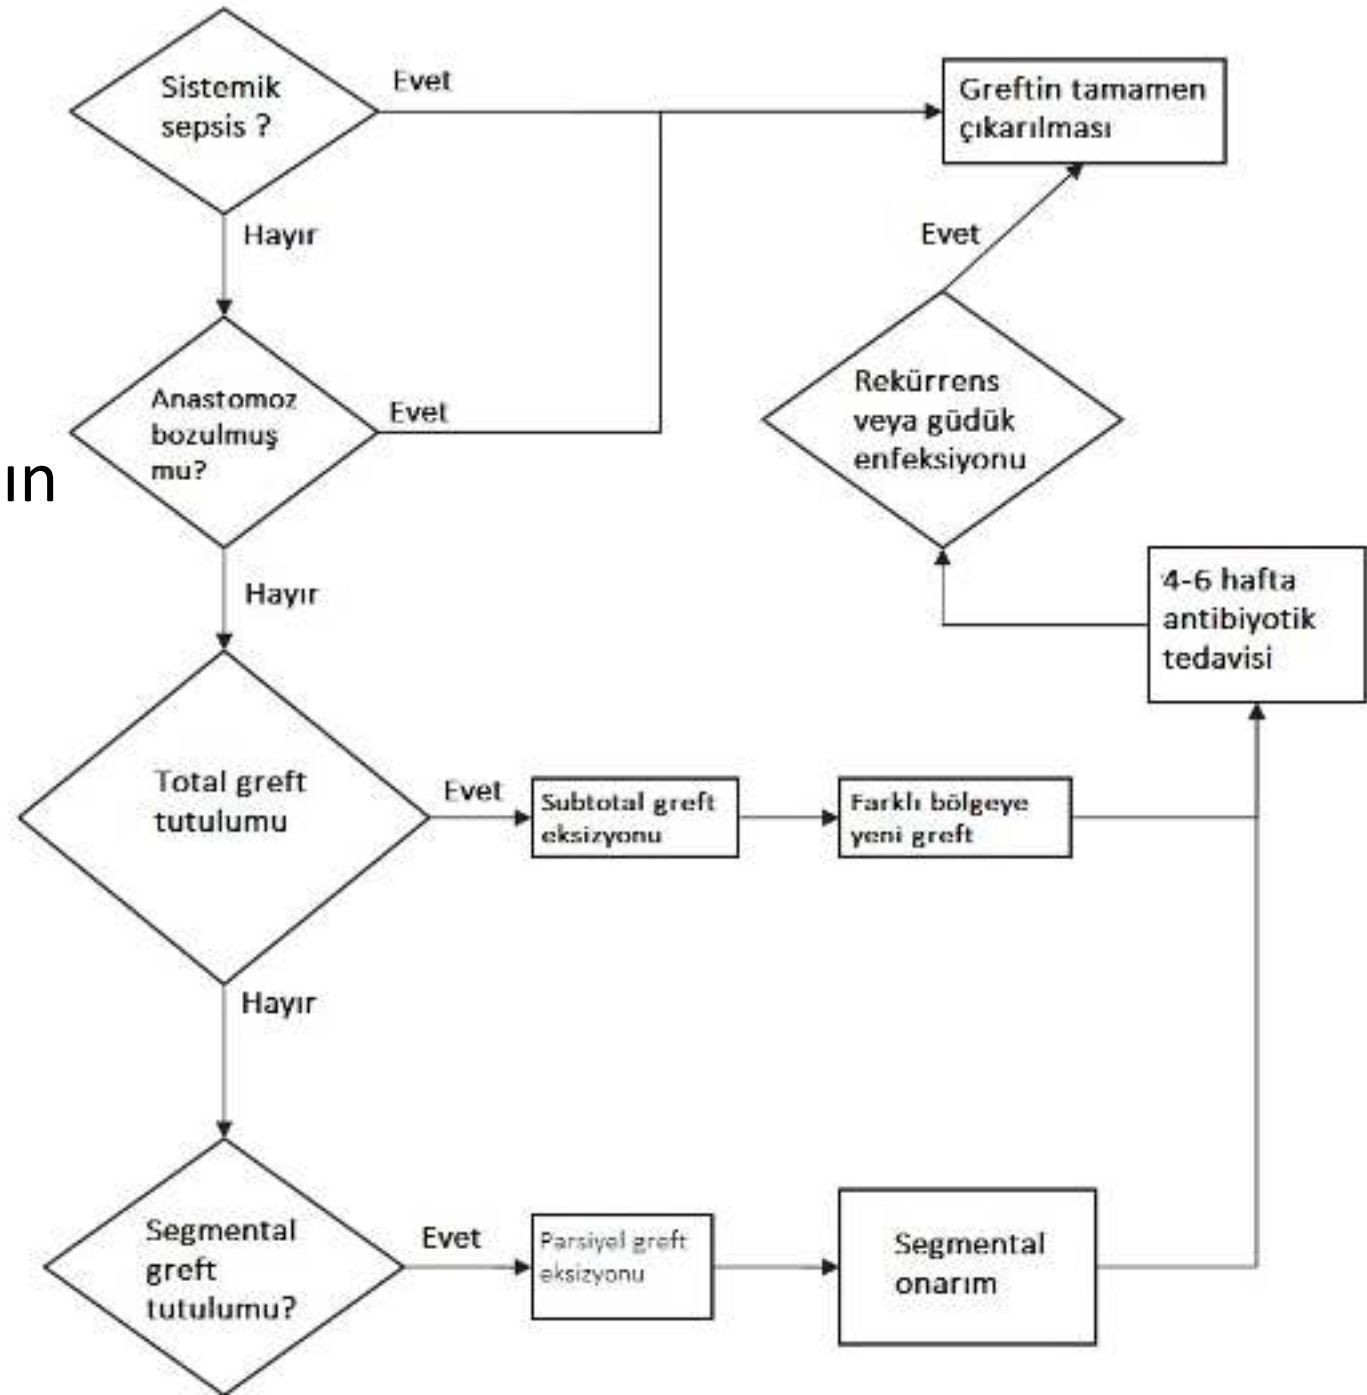 Sistemik
sepsis ?
Evet
Greftin tamamen
çıkarılması
Hayır
Evet
Anastomoz
bozulmuş
mu?
Evet
Rekürrens
veya güdük
enfeksiyonu
ın
Hayır
4-6 hafta
antibiyotik
tedavisi
Total greft
tutulumu
Evet
Subtotal greft
eksizyonu
Farklı bölgeye
yeni greft
Hayır
Segmental
greft
tutulumu?
Evet
Parsiyel greft
eksizyonu
Segmental
onarım